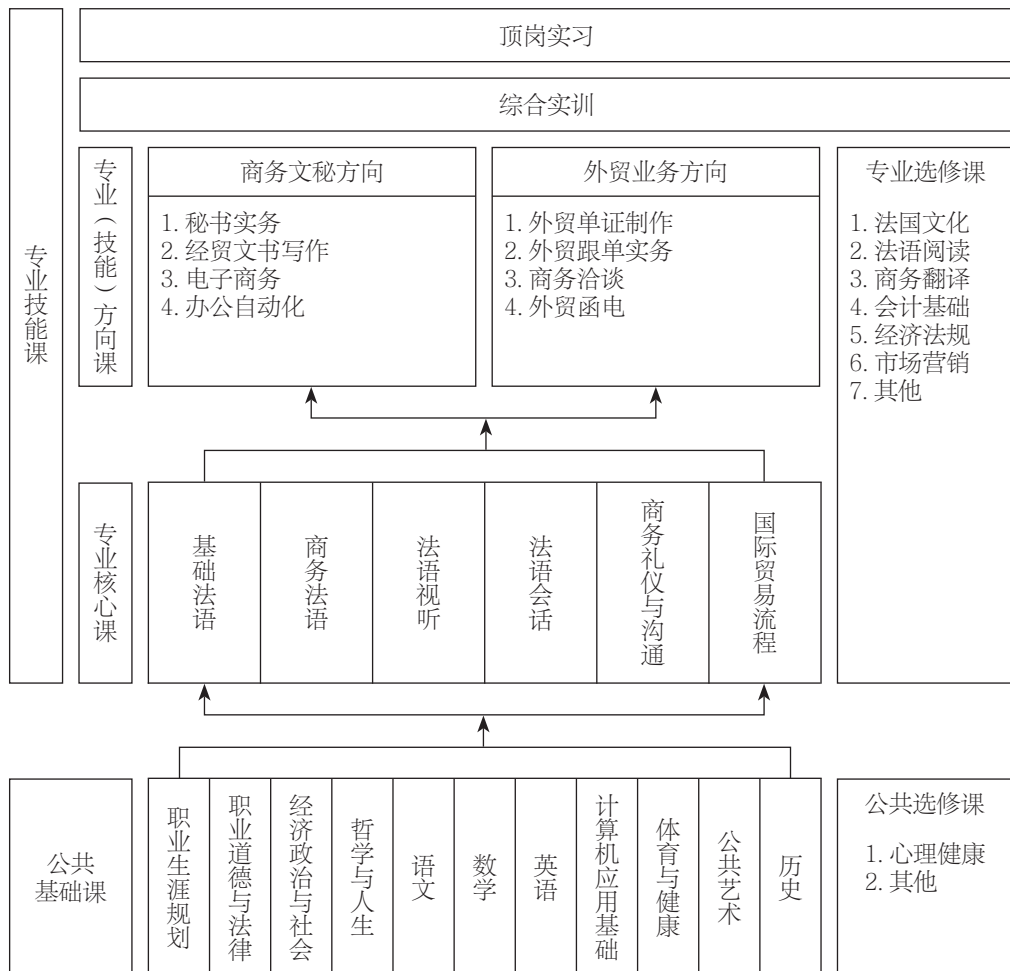 顶岗实习
综合实训
专业技能课
专业（技能）方向课
商务文秘方向
1. 秘书实务
2. 经贸文书写作
3. 电子商务
4. 办公自动化
外贸业务方向
1. 外贸单证制作
2. 外贸跟单实务
3. 商务洽谈
4. 外贸函电
专业选修课
1. 法国文化
2. 法语阅读
3. 商务翻译
4. 会计基础
5. 经济法规
6. 市场营销
7. 其他
专业核心课
基础法语
商务法语
法语视听
法语会话
商务礼仪与沟通
国际贸易流程
公共
基础课
职业生涯规划
职业道德与法律
经济政治与社会
哲学与人生
语文
数学
英语
计算机应用基础
体育与健康
公共艺术
历史
公共选修课
1. 心理健康
2. 其他